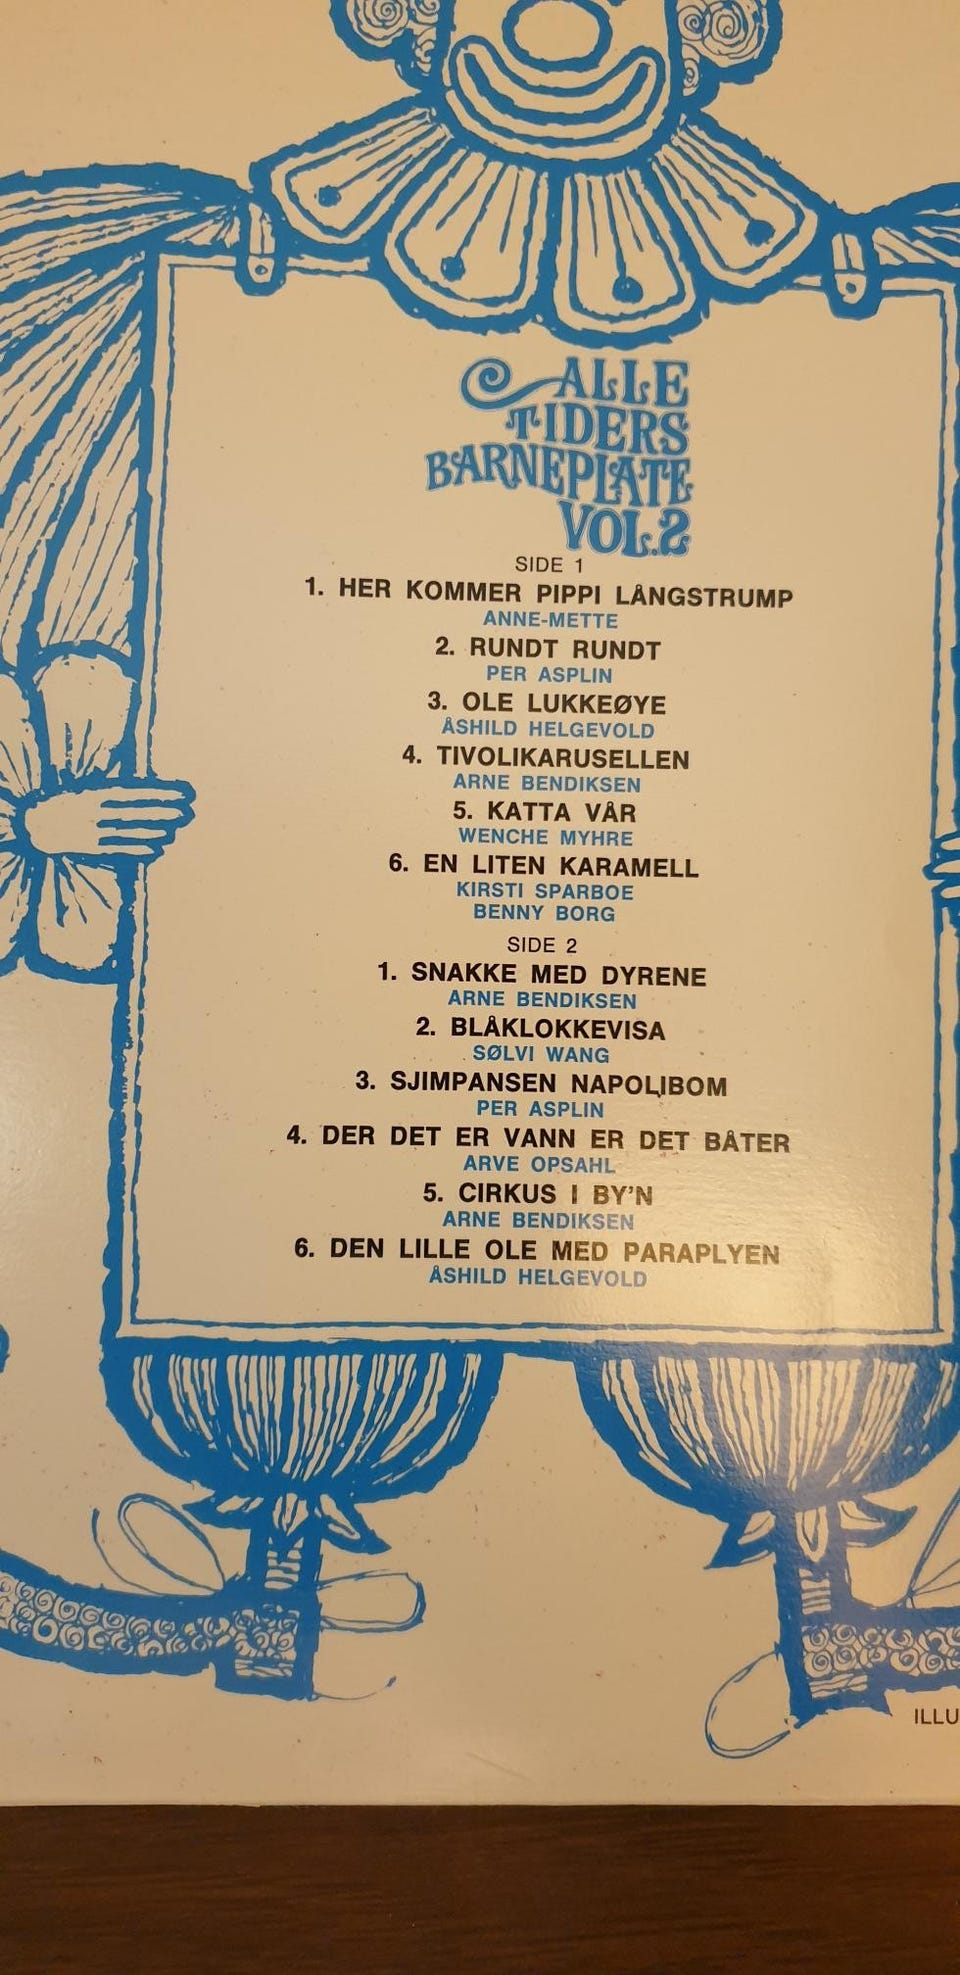 ALLE
TIDERS
BARNEPLATE
VOL.2
SIDE 1
1. HER KOMMER PIPPI LÅNGSTRUMP
ANNE-METTE
2. RUNDT RUNDT
PER ASPLIN
3. OLE LUKKEØYE
ÅSHILD HELGEVOLD
4. TIVOLIKARUSELLEN
ARNE BENDIKSEN
5. KATTA VÅR
WENCHE MYHRE
6. EN LITEN KARAMELL
KIRSTI SPARBOE
BENNY BORG
SIDE 2
1. SNAKKE MED DYRENE
ARNE BENDIKSEN
2. BLÅKLOKKEVISA
SØLVI WANG
3. SJIMPANSEN NAPOLIBOM
PER ASPLIN
4. DER DET ER VANN ER DET BÅTER
ARVE OPSAHL
5. CIRKUS I BY'N
ARNE BENDIKSEN
6. DEN LILLE OLE MED PARAPLYEN
ÅSHILD HELGEVOLD
ILLU